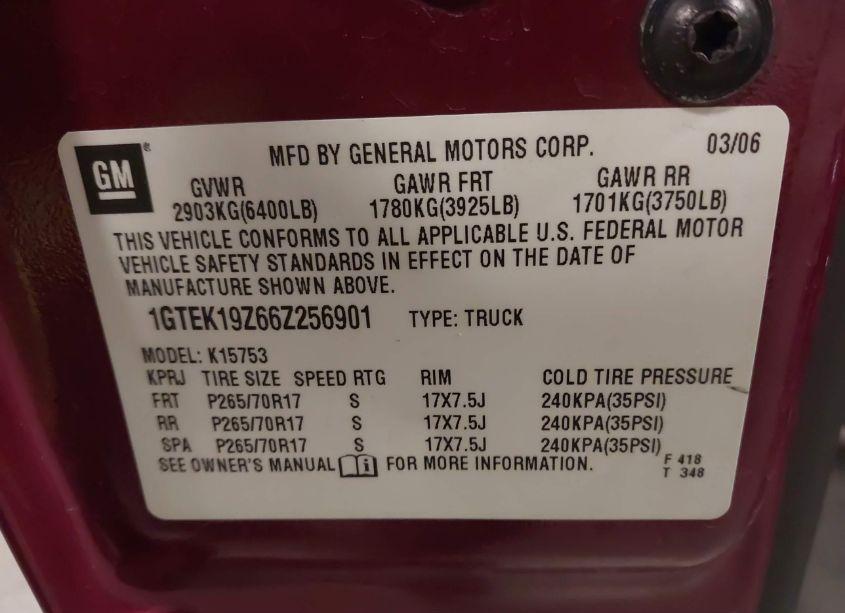 GM
MFD BY GENERAL MOTORS CORP. 03/06
GVWR GAWR FRT GAWR RR
2903KG(6400LB) 1780KG(3925LB) 1701KG(3750LB)
THIS VEHICLE CONFORMS TO ALL APPLICABLE U.S. FEDERAL MOTOR
VEHICLE SAFETY STANDARDS IN EFFECT ON THE DATE OF
MANUFACTURE SHOWN ABOVE.
1GTEK19Z66Z256901 TYPE: TRUCK
MODEL: K15753
KPRJ TIRE SIZE SPEED RTG RIM COLD TIRE PRESSURE
FRT P265/70R17 S 17X7.5J 240KPA(35PSI)
RR P265/70R17 S 17X7.5J 240KPA(35PSI)
SPA P265/70R17 S 17X7.5J 240KPA(35PSI)
SEE OWNER'S MANUAL i FOR MORE INFORMATION. F 418
T 348